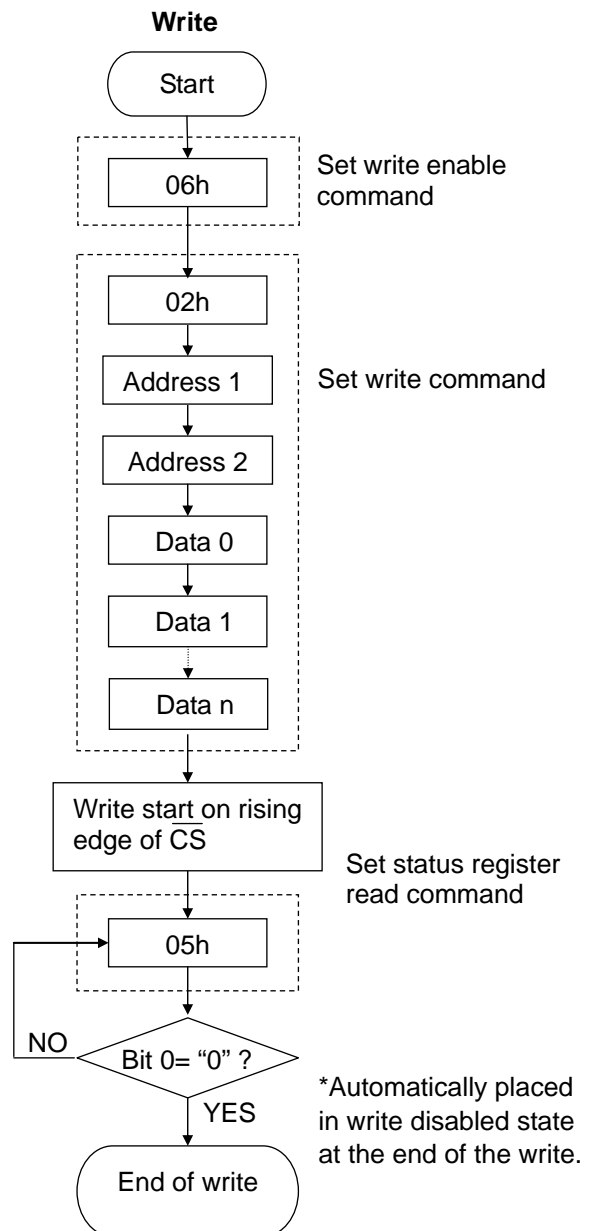 Write
Start
06h
Set write enable
command
02h
Address 1
Set write command
Address 2
Data 0
Data 1
Data n
Write start on rising
edge of C̅S̅
Set status register
read command
05h
NO
Bit 0= “0” ?
YES
*Automatically placed
in write disabled state
at the end of the write.
End of write